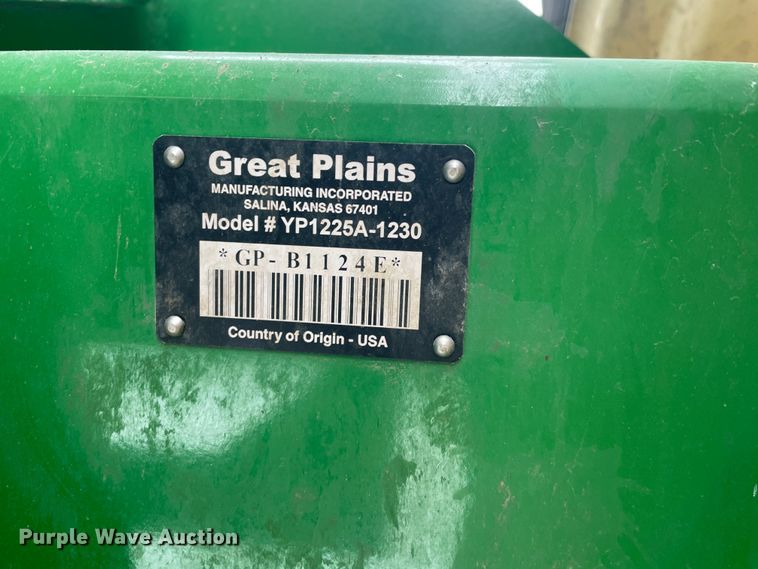 Great Plains
MANUFACTURING INCORPORATED
SALINA, KANSAS 67401
Model # YP1225A-1230
*GP-B1124E*
Country of Origin - USA
Purple Wave Auction